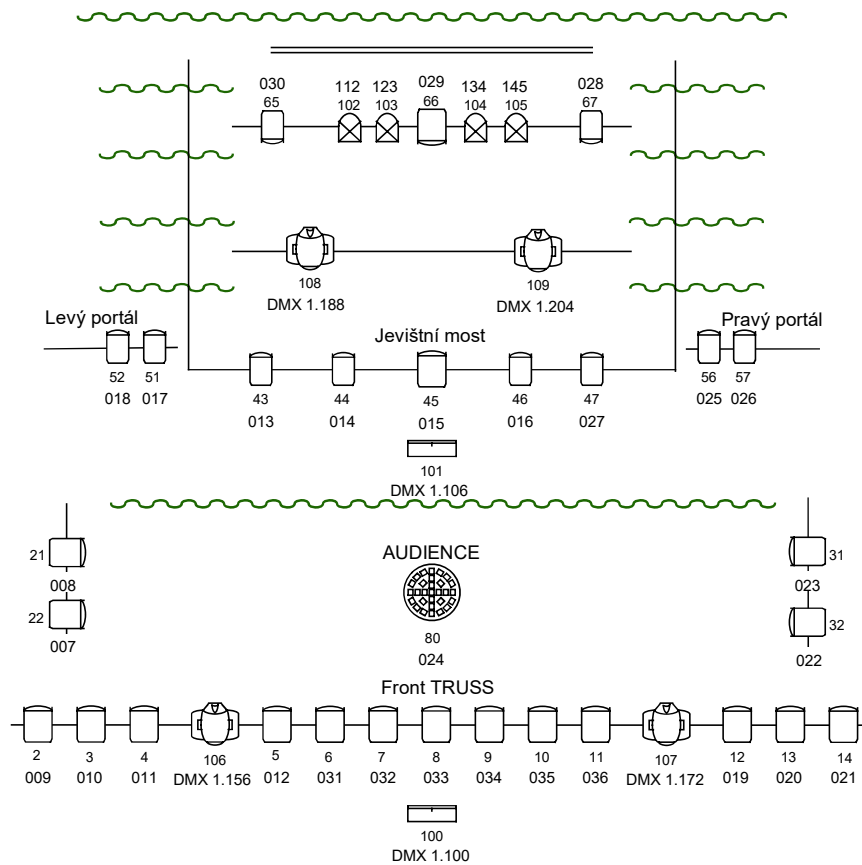 030 112 123 029 134 145 028
65 102 103 66 104 105 67
108 109
DMX 1.188 DMX 1.204
Levý portál Jevištní most Pravý portál
52 51 43 44 45 46 47 56 57
018 017 013 014 015 016 027 025 026
101
DMX 1.106
AUDIENCE
21 31
008 023
22 32
007 022
80
024
Front TRUSS
2 3 4 106 5 6 7 8 9 10 11 107 12 13 14
009 010 011 DMX 1.156 012 031 032 033 034 035 036 DMX 1.172 019 020 021
100
DMX 1.100